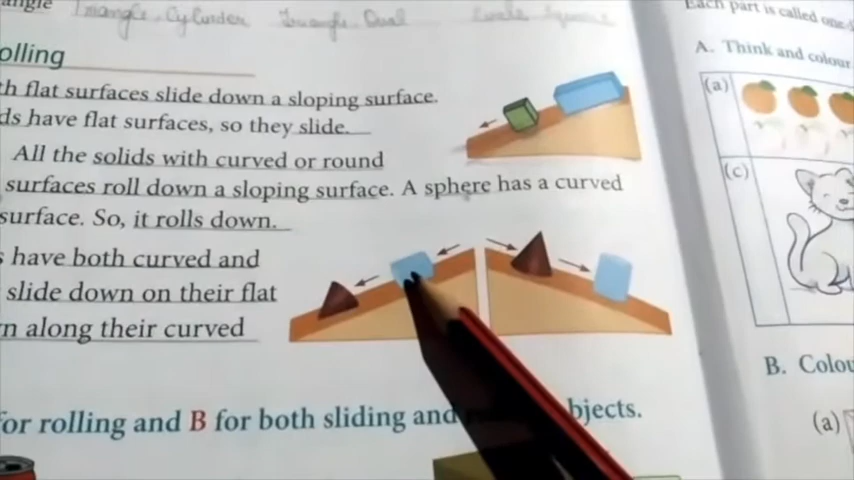 angle
Triangle, Cylinder
Triangle, Oval
Circle Square
olling
th flat surfaces slide down a sloping surface.
ds have flat surfaces, so they slide.
All the solids with curved or round
surfaces roll down a sloping surface. A sphere has a curved
surface. So, it rolls down.
s have both curved and
slide down on their flat
n along their curved
for rolling and B for both sliding and
bjects.
Each part is called one-
A. Think and colour
(a)
(c)
B. Colou
(a)